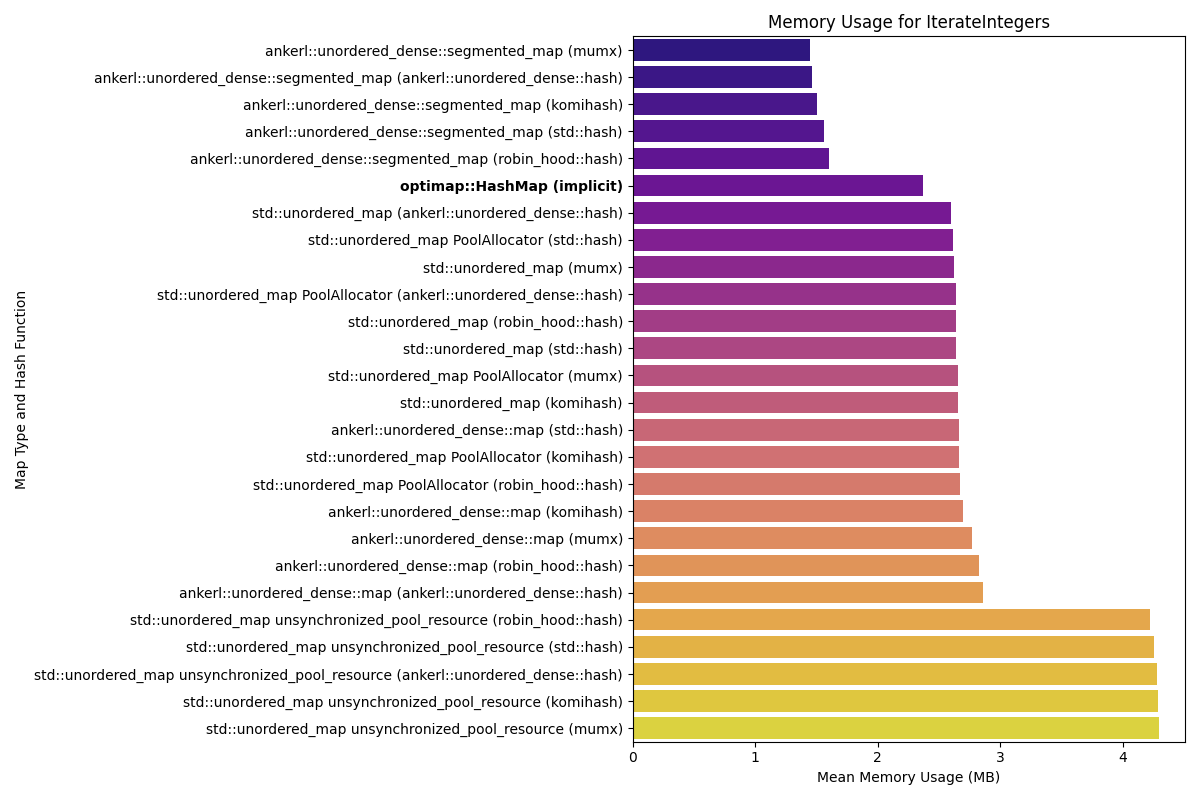 Memory Usage for IterateIntegers
Map Type and Hash Function
ankerl::unordered_dense::segmented_map (mumx)
ankerl::unordered_dense::segmented_map (ankerl::unordered_dense::hash)
ankerl::unordered_dense::segmented_map (komihash)
ankerl::unordered_dense::segmented_map (std::hash)
ankerl::unordered_dense::segmented_map (robin_hood::hash)
optimap::HashMap (implicit)
std::unordered_map (ankerl::unordered_dense::hash)
std::unordered_map PoolAllocator (std::hash)
std::unordered_map (mumx)
std::unordered_map PoolAllocator (ankerl::unordered_dense::hash)
std::unordered_map (robin_hood::hash)
std::unordered_map (std::hash)
std::unordered_map PoolAllocator (mumx)
std::unordered_map (komihash)
ankerl::unordered_dense::map (std::hash)
std::unordered_map PoolAllocator (komihash)
std::unordered_map PoolAllocator (robin_hood::hash)
ankerl::unordered_dense::map (komihash)
ankerl::unordered_dense::map (mumx)
ankerl::unordered_dense::map (robin_hood::hash)
ankerl::unordered_dense::map (ankerl::unordered_dense::hash)
std::unordered_map unsynchronized_pool_resource (robin_hood::hash)
std::unordered_map unsynchronized_pool_resource (std::hash)
std::unordered_map unsynchronized_pool_resource (ankerl::unordered_dense::hash)
std::unordered_map unsynchronized_pool_resource (komihash)
std::unordered_map unsynchronized_pool_resource (mumx)
0 1 2 3 4
Mean Memory Usage (MB)